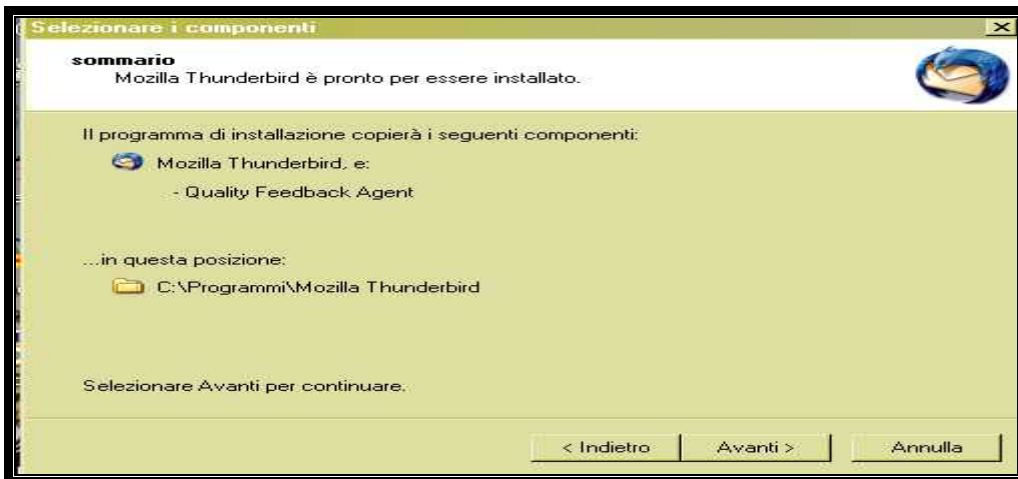 Selezionare i componenti
sommario
Mozilla Thunderbird è pronto per essere installato.
Il programma di installazione copierà i seguenti componenti:
Mozilla Thunderbird, e:
- Quality Feedback Agent
...in questa posizione:
C:\Programmi\Mozilla Thunderbird
Selezionare Avanti per continuare.
< Indietro Avanti > Annulla